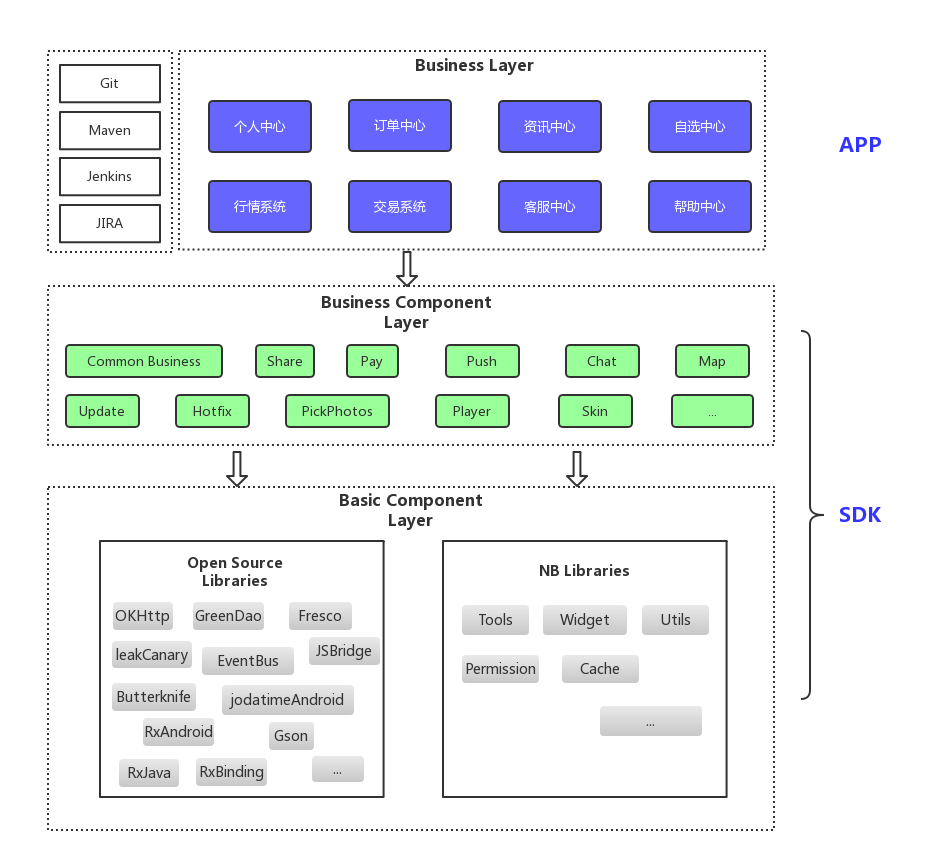 Git
Maven
Jenkins
JIRA
Business Layer
个人中心
订单中心
资讯中心
自选中心
行情系统
交易系统
客服中心
帮助中心
APP
Business Component
Layer
Common Business
Share
Pay
Push
Chat
Map
Update
Hotfix
PickPhotos
Player
Skin
...
Basic Component
Layer
Open Source
Libraries
OKHttp
GreenDao
Fresco
leakCanary
EventBus
JSBridge
Butterknife
jodatimeAndroid
RxAndroid
Gson
RxJava
RxBinding
...
NB Libraries
Tools
Widget
Utils
Permission
Cache
...
SDK